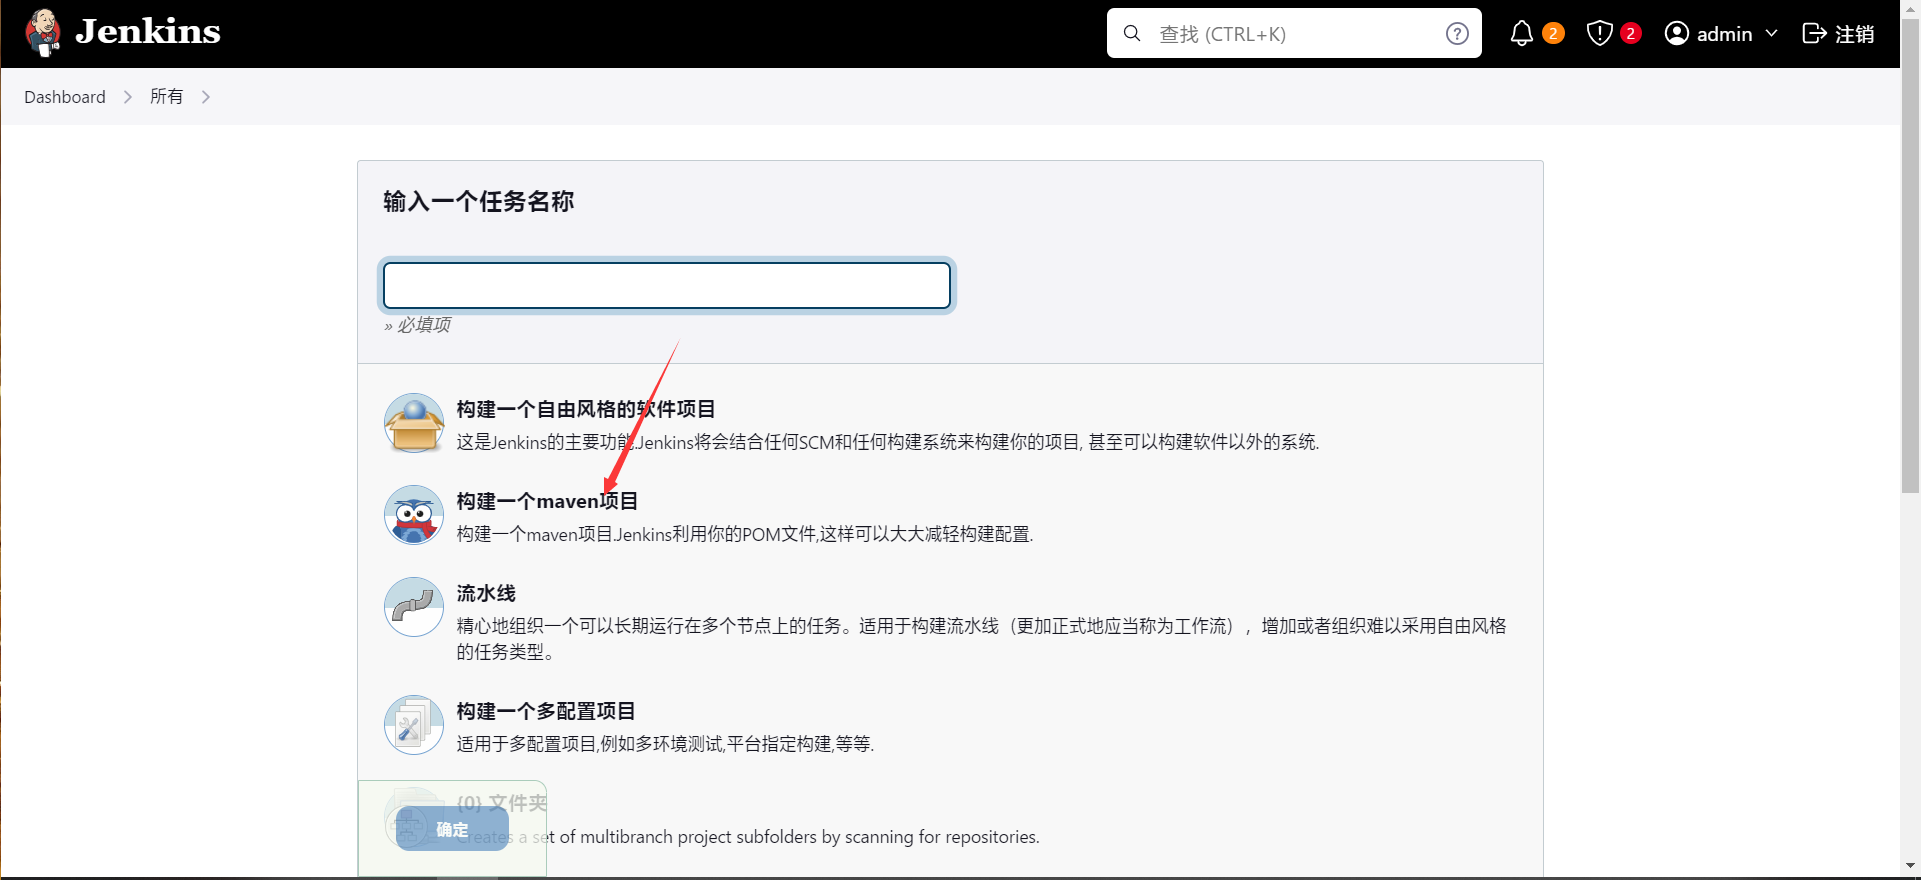 Jenkins
查找 (CTRL+K)
2
2
admin
注销
Dashboard
所有
输入一个任务名称
» 必填项
构建一个自由风格的软件项目
这是Jenkins的主要功能.Jenkins将会结合任何SCM和任何构建系统来构建你的项目, 甚至可以构建软件以外的系统.
构建一个maven项目
构建一个maven项目.Jenkins利用你的POM文件,这样可以大大减轻构建配置.
流水线
精心地组织一个可以长期运行在多个节点上的任务。适用于构建流水线（更加正式地应当称为工作流），增加或者组织难以采用自由风格
的任务类型。
构建一个多配置项目
适用于多配置项目,例如多环境测试,平台指定构建,等等.
{0} 文件夹
确定
Creates a set of multibranch project subfolders by scanning for repositories.